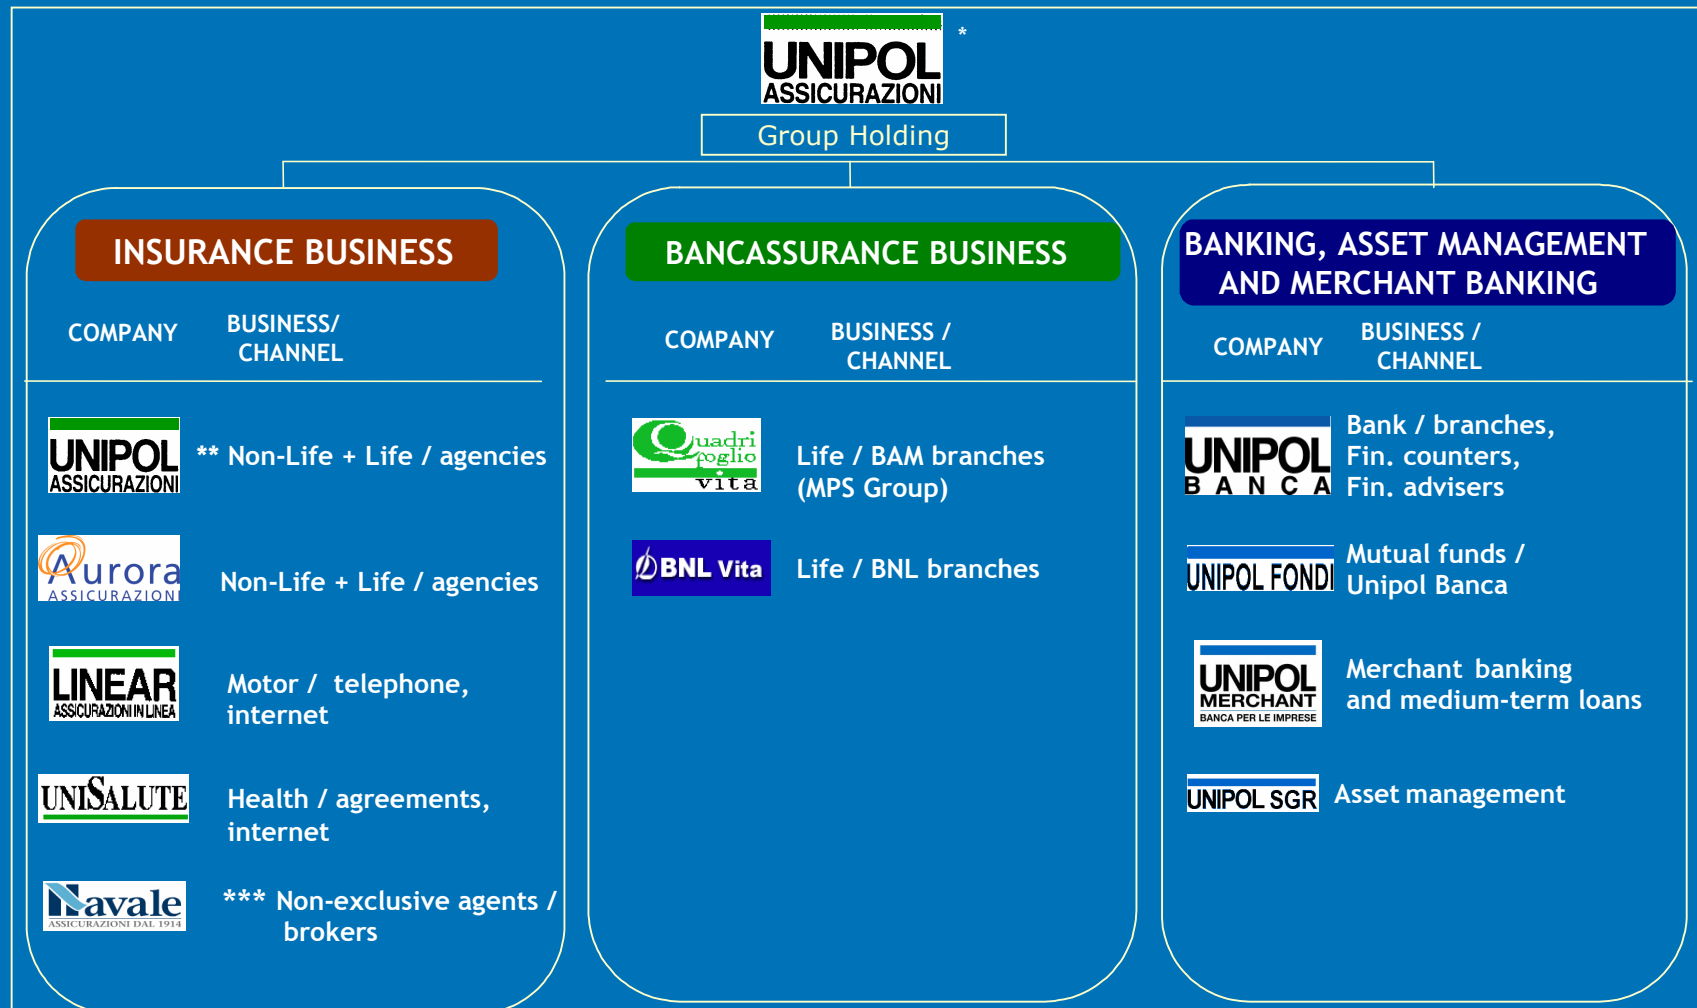 UNIPOL
ASSICURAZIONI
*
Group Holding
INSURANCE BUSINESS
COMPANY
BUSINESS/
CHANNEL
UNIPOL
ASSICURAZIONI
** Non-Life + Life / agencies
Aurora
ASSICURAZIONI
Non-Life + Life / agencies
LINEAR
ASSICURAZIONI IN LINEA
Motor / telephone,
internet
UNISALUTE
Health / agreements,
internet
Navale
ASSICURAZIONI DAL 1914
*** Non-exclusive agents /
brokers
BANCASSURANCE BUSINESS
COMPANY
BUSINESS /
CHANNEL
Quadri
foglio
vita
Life / BAM branches
(MPS Group)
BNL Vita
Life / BNL branches
BANKING, ASSET MANAGEMENT
AND MERCHANT BANKING
COMPANY
BUSINESS /
CHANNEL
UNIPOL
BANCA
Bank / branches,
Fin. counters,
Fin. advisers
UNIPOL FONDI
Mutual funds /
Unipol Banca
UNIPOL
MERCHANT
BANCA PER LE IMPRESE
Merchant banking
and medium-term loans
UNIPOL SGR
Asset management